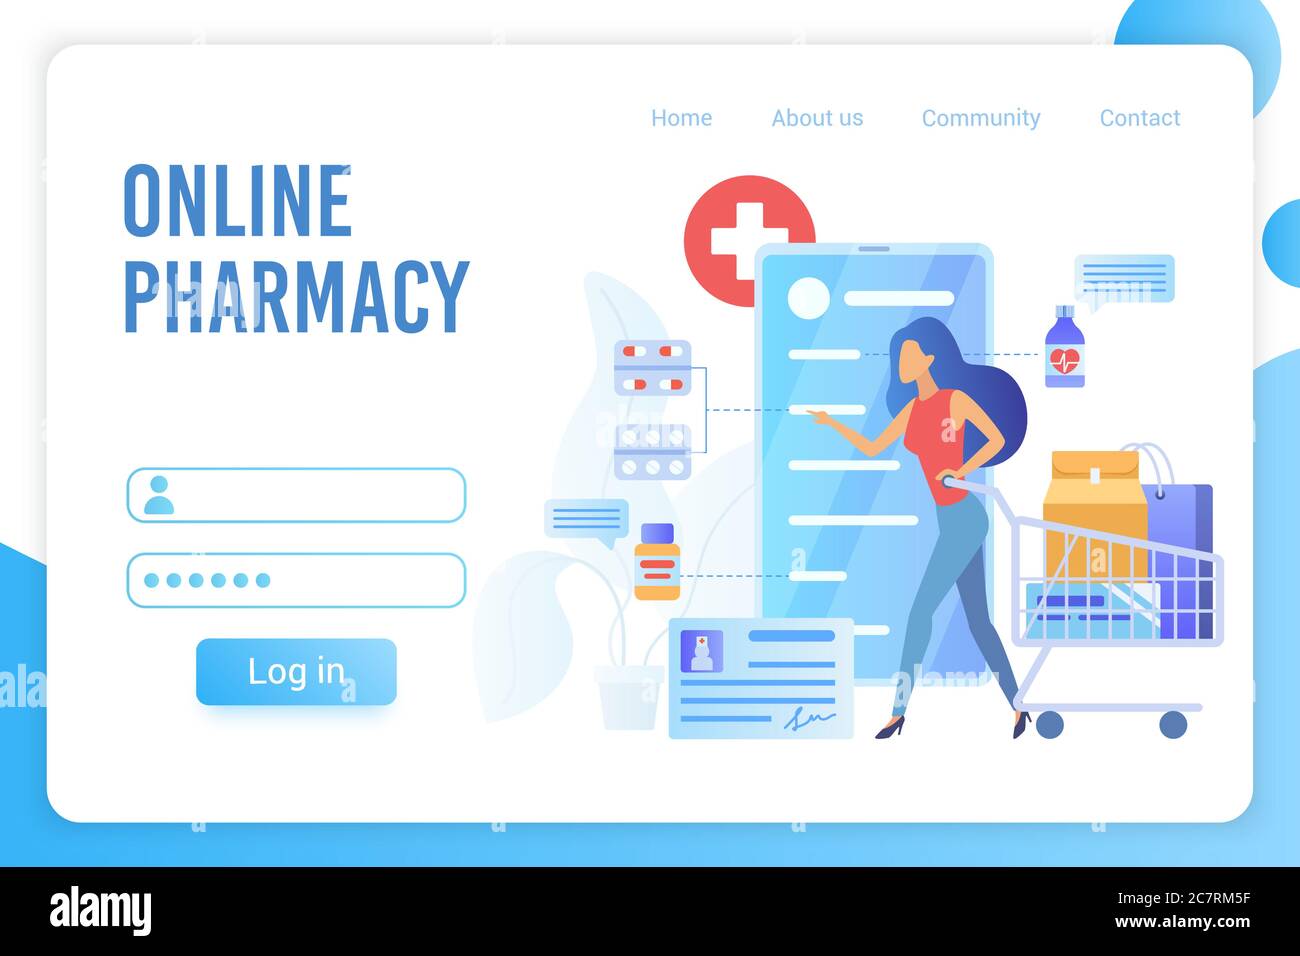 Home
About us
Community
Contact
ONLINE
PHARMACY
Log in
alamy
Image ID: 2C7RM5F
www.alamy.com